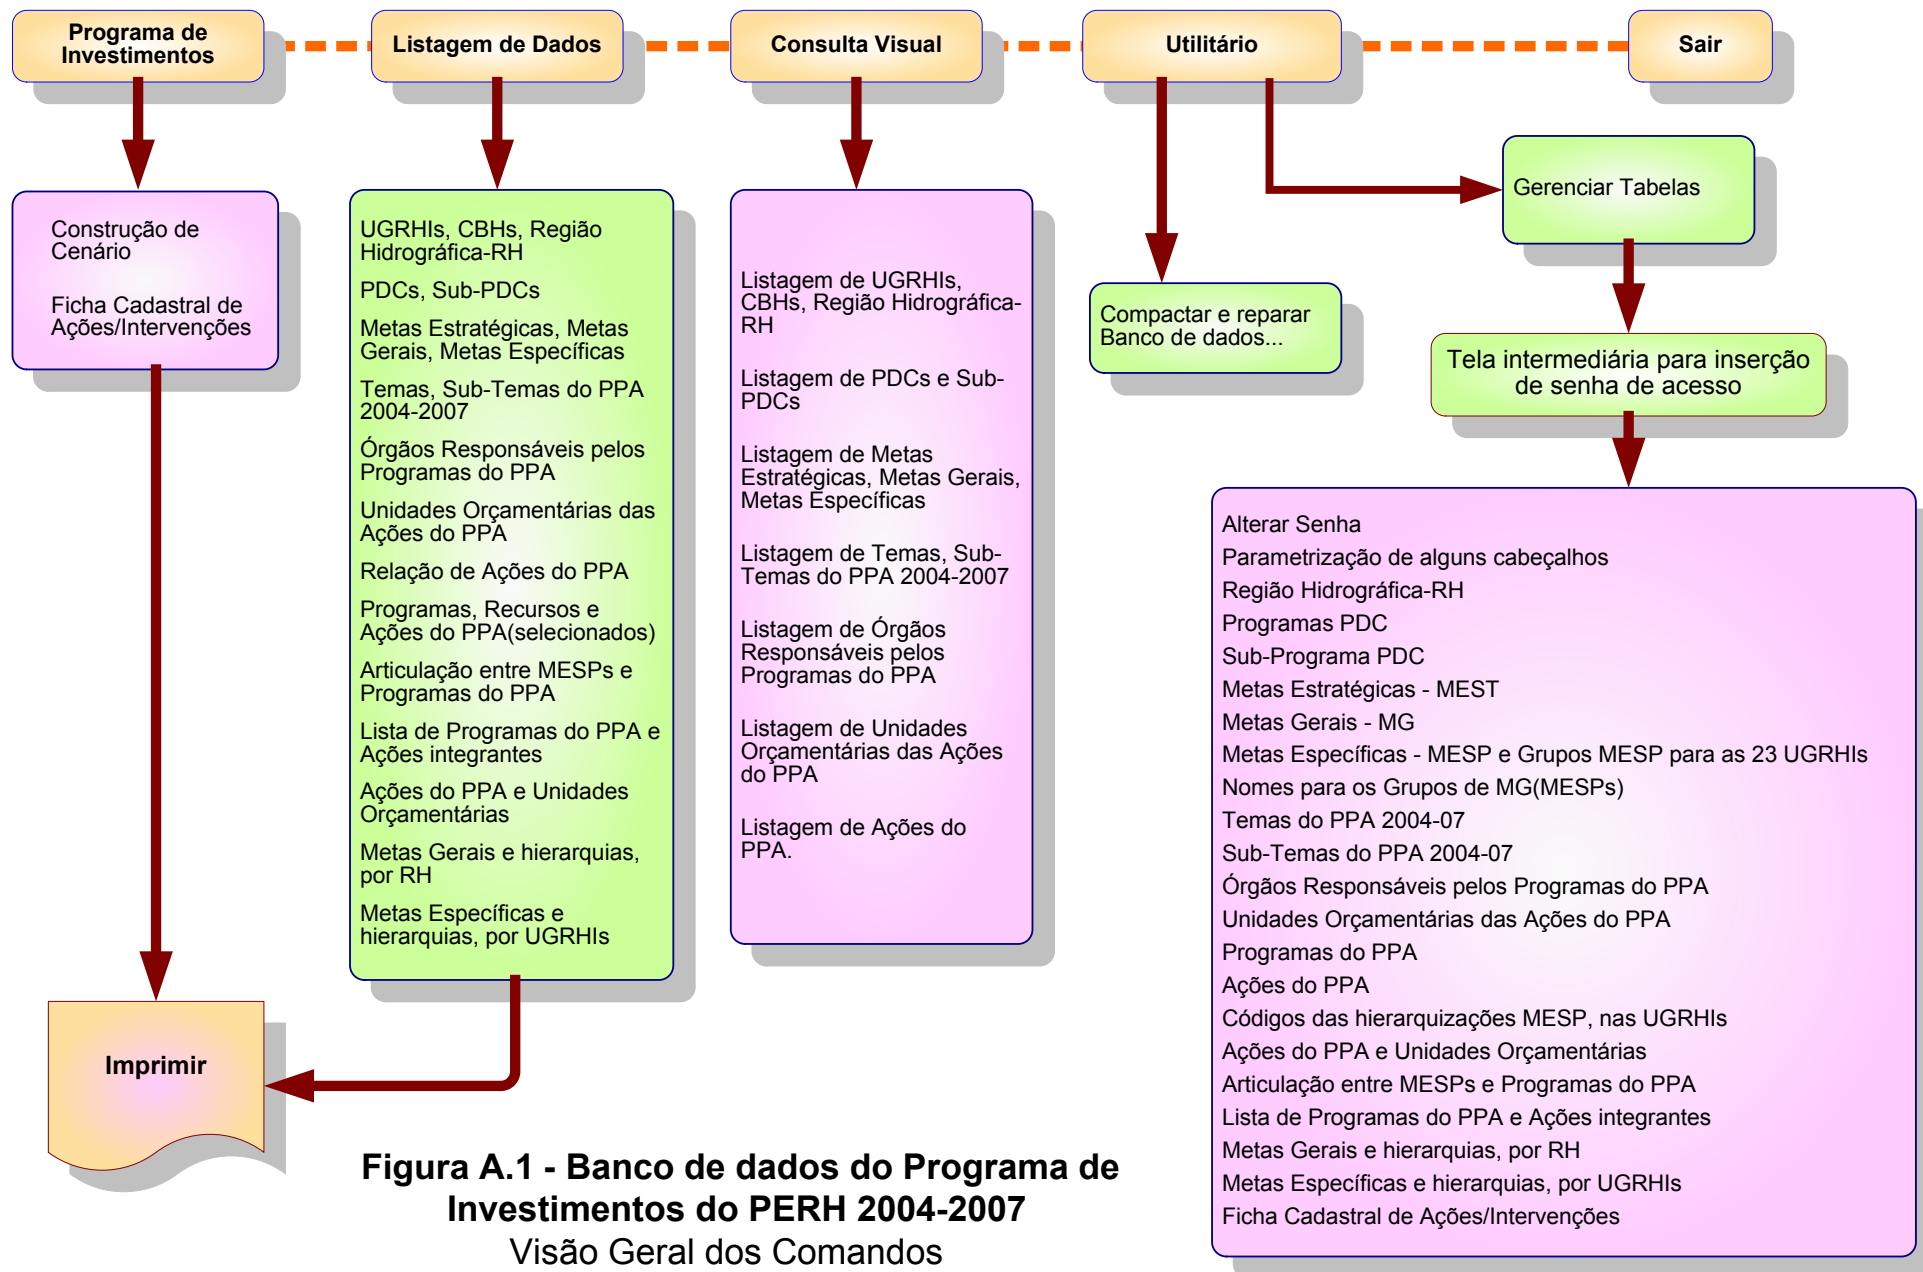 Programa de
Investimentos
Listagem de Dados
Consulta Visual
Utilitário
Sair
Construção de
Cenário
Ficha Cadastral de
Ações/Intervenções
UGRHIs, CBHs, Região
Hidrográfica-RH
PDCs, Sub-PDCs
Metas Estratégicas, Metas
Gerais, Metas Específicas
Temas, Sub-Temas do PPA
2004-2007
Órgãos Responsáveis pelos
Programas do PPA
Unidades Orçamentárias das
Ações do PPA
Relação de Ações do PPA
Programas, Recursos e
Ações do PPA(selecionados)
Articulação entre MESPs e
Programas do PPA
Lista de Programas do PPA e
Ações integrantes
Ações do PPA e Unidades
Orçamentárias
Metas Gerais e hierarquias,
por RH
Metas Específicas e
hierarquias, por UGRHIs
Listagem de UGRHIs,
CBHs, Região Hidrográfica-
RH
Listagem de PDCs e Sub-
PDCs
Listagem de Metas
Estratégicas, Metas Gerais,
Metas Específicas
Listagem de Temas, Sub-
Temas do PPA 2004-2007
Listagem de Órgãos
Responsáveis pelos
Programas do PPA
Listagem de Unidades
Orçamentárias das Ações
do PPA
Listagem de Ações do
PPA.
Compactar e reparar
Banco de dados...
Gerenciar Tabelas
Tela intermediária para inserção
de senha de acesso
Alterar Senha
Parametrização de alguns cabeçalhos
Região Hidrográfica-RH
Programas PDC
Sub-Programa PDC
Metas Estratégicas - MEST
Metas Gerais - MG
Metas Específicas - MESP e Grupos MESP para as 23 UGRHIs
Nomes para os Grupos de MG(MESPs)
Temas do PPA 2004-07
Sub-Temas do PPA 2004-07
Órgãos Responsáveis pelos Programas do PPA
Unidades Orçamentárias das Ações do PPA
Programas do PPA
Ações do PPA
Códigos das hierarquizações MESP, nas UGRHIs
Ações do PPA e Unidades Orçamentárias
Articulação entre MESPs e Programas do PPA
Lista de Programas do PPA e Ações integrantes
Metas Gerais e hierarquias, por RH
Metas Específicas e hierarquias, por UGRHIs
Ficha Cadastral de Ações/Intervenções
Imprimir
Figura A.1 - Banco de dados do Programa de
Investimentos do PERH 2004-2007
Visão Geral dos Comandos